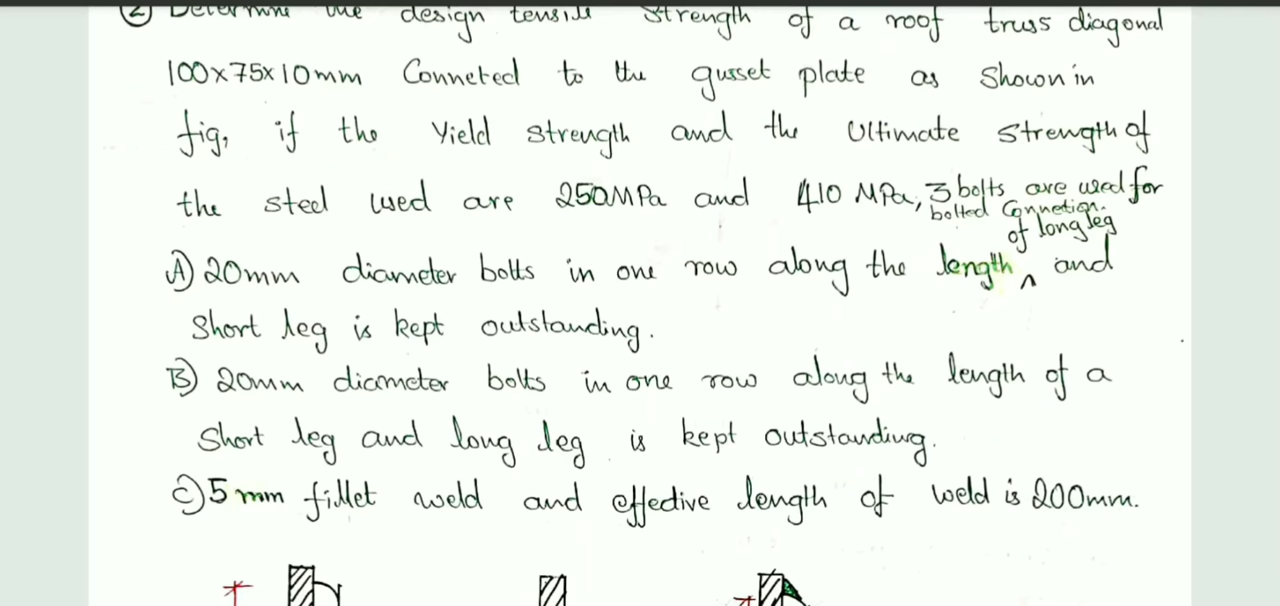 ② Determine the design tensile strength of a roof truss diagonal
100x75x10mm Conneted to the gusset plate as Shown in
fig, if the Yield strength and the Ultimate Strength of
the steel used are 250MPa and 410 MPa, 3 bolts are used for
bolted Connetion.
of long leg
A) 20mm diameter bolts in one row along the length ^ and
Short leg is kept outstanding.
B) 20mm diameter bolts in one row along the length of a
Short leg and long leg is kept outstanding.
C) 5mm fillet weld and effective length of weld is 200mm.